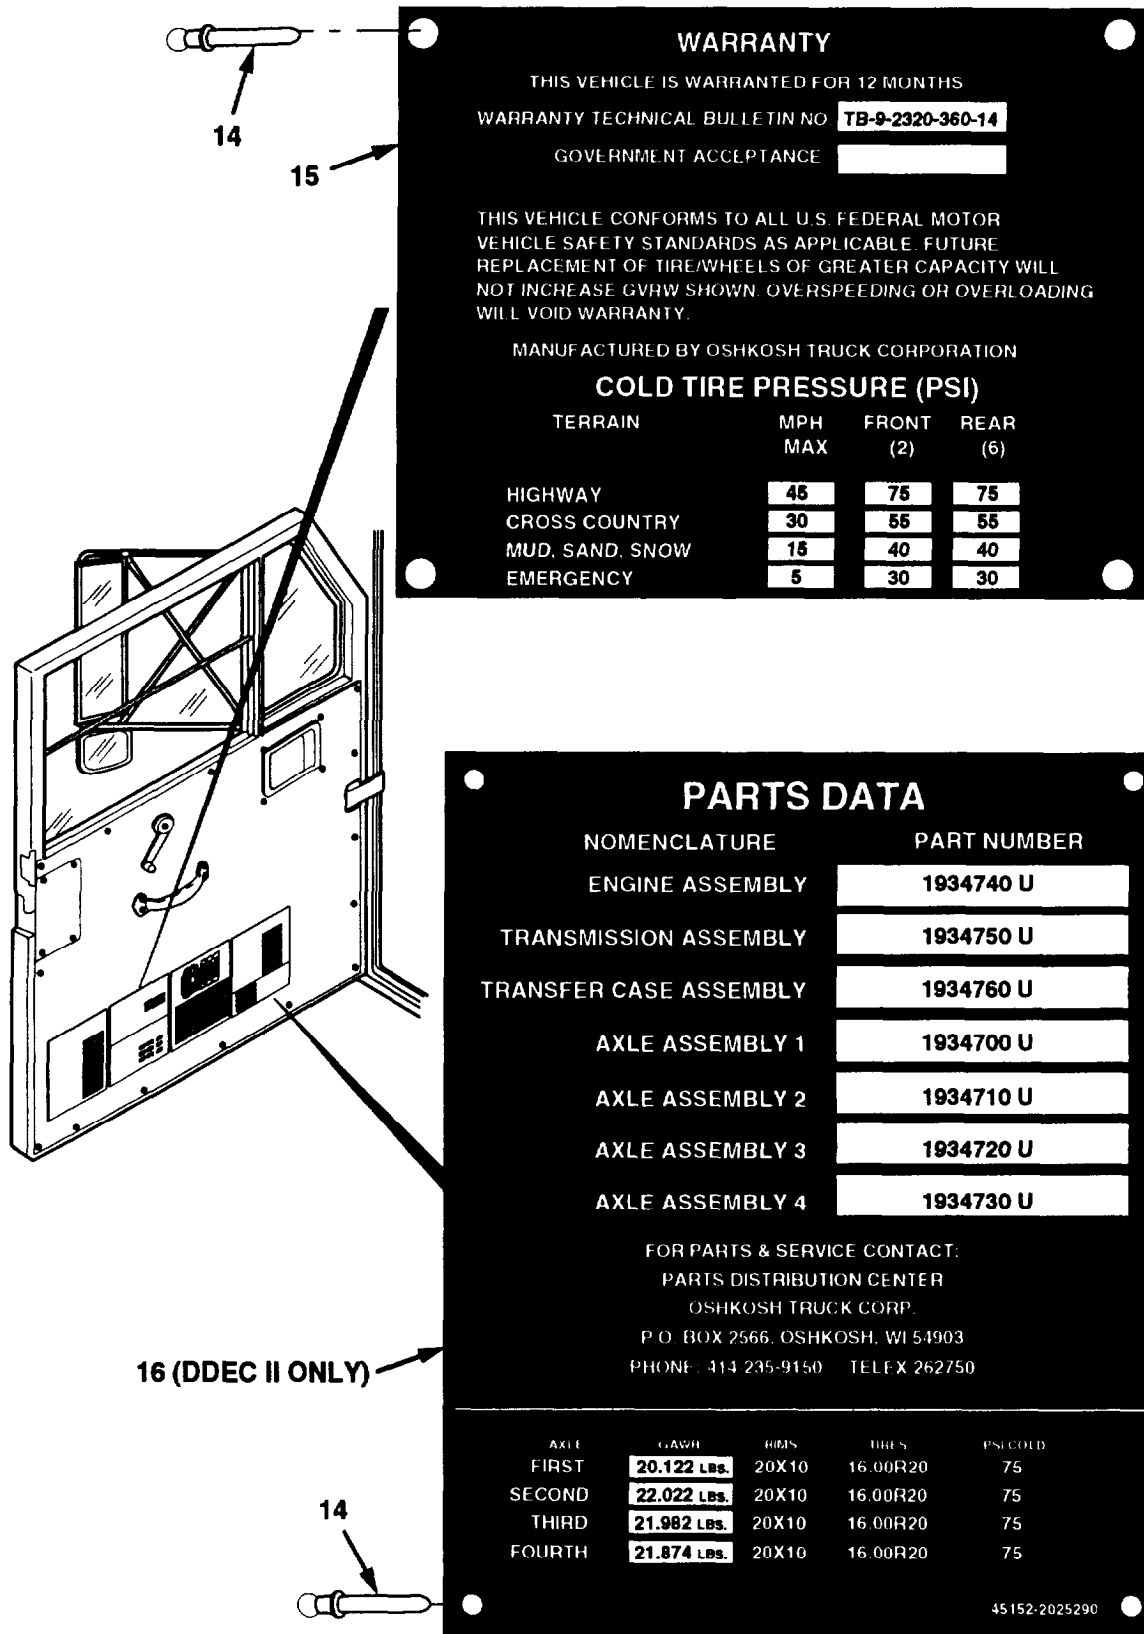 14
15
WARRANTY
THIS VEHICLE IS WARRANTED FOR 12 MONTHS
WARRANTY TECHNICAL BULLETIN NO. TB-9-2320-360-14
GOVERNMENT ACCEPTANCE
THIS VEHICLE CONFORMS TO ALL U.S. FEDERAL MOTOR
VEHICLE SAFETY STANDARDS AS APPLICABLE. FUTURE
REPLACEMENT OF TIRE/WHEELS OF GREATER CAPACITY WILL
NOT INCREASE GVRW SHOWN. OVERSPEEDING OR OVERLOADING
WILL VOID WARRANTY.
MANUFACTURED BY OSHKOSH TRUCK CORPORATION
COLD TIRE PRESSURE (PSI)
TERRAIN MPH FRONT REAR
MAX (2) (6)
HIGHWAY 45 75 75
CROSS COUNTRY 30 55 55
MUD, SAND, SNOW 15 40 40
EMERGENCY 5 30 30
PARTS DATA
NOMENCLATURE PART NUMBER
ENGINE ASSEMBLY 1934740 U
TRANSMISSION ASSEMBLY 1934750 U
TRANSFER CASE ASSEMBLY 1934760 U
AXLE ASSEMBLY 1 1934700 U
AXLE ASSEMBLY 2 1934710 U
AXLE ASSEMBLY 3 1934720 U
AXLE ASSEMBLY 4 1934730 U
FOR PARTS & SERVICE CONTACT:
PARTS DISTRIBUTION CENTER
OSHKOSH TRUCK CORP.
P.O. BOX 2566, OSHKOSH, WI 54903
PHONE: 414 235-9150 TELEX 262750
16 (DDEC II ONLY)
AXLE GAWR RIMS TIRES PSI COLD
FIRST 20.122 LBS. 20X10 16.00R20 75
SECOND 22.022 LBS. 20X10 16.00R20 75
THIRD 21.982 LBS. 20X10 16.00R20 75
FOURTH 21.874 LBS. 20X10 16.00R20 75
14
45152-2025290